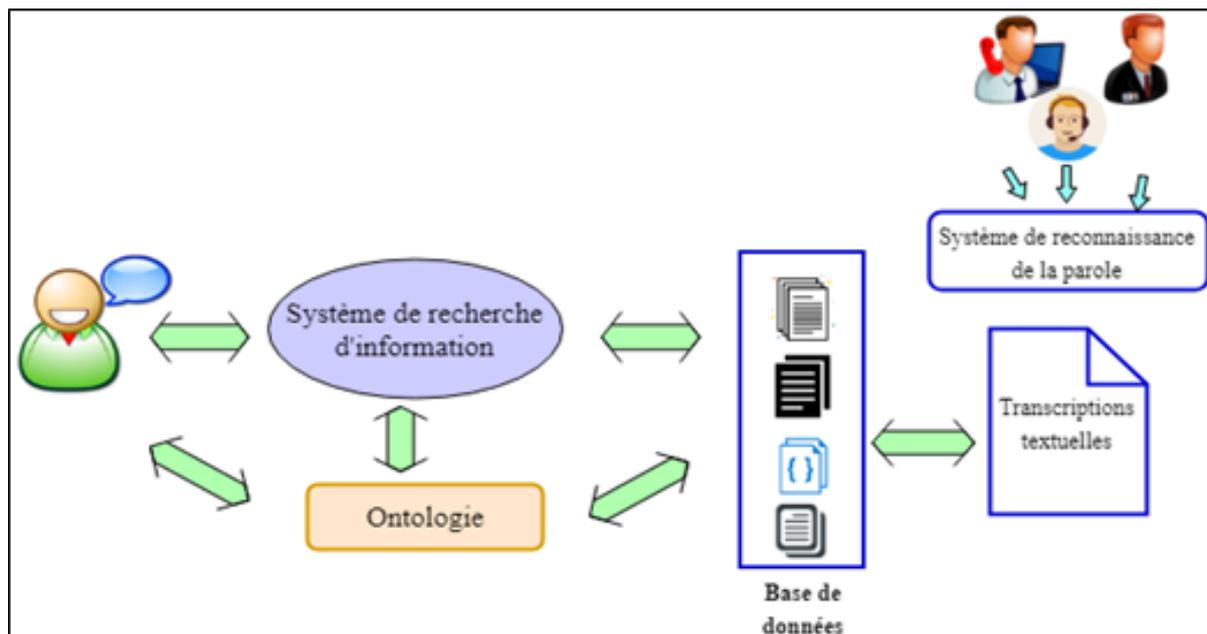 Système de reconnaissance
de la parole
Système de recherche
d'information
Transcriptions
textuelles
Ontologie
{ }
Base de
données